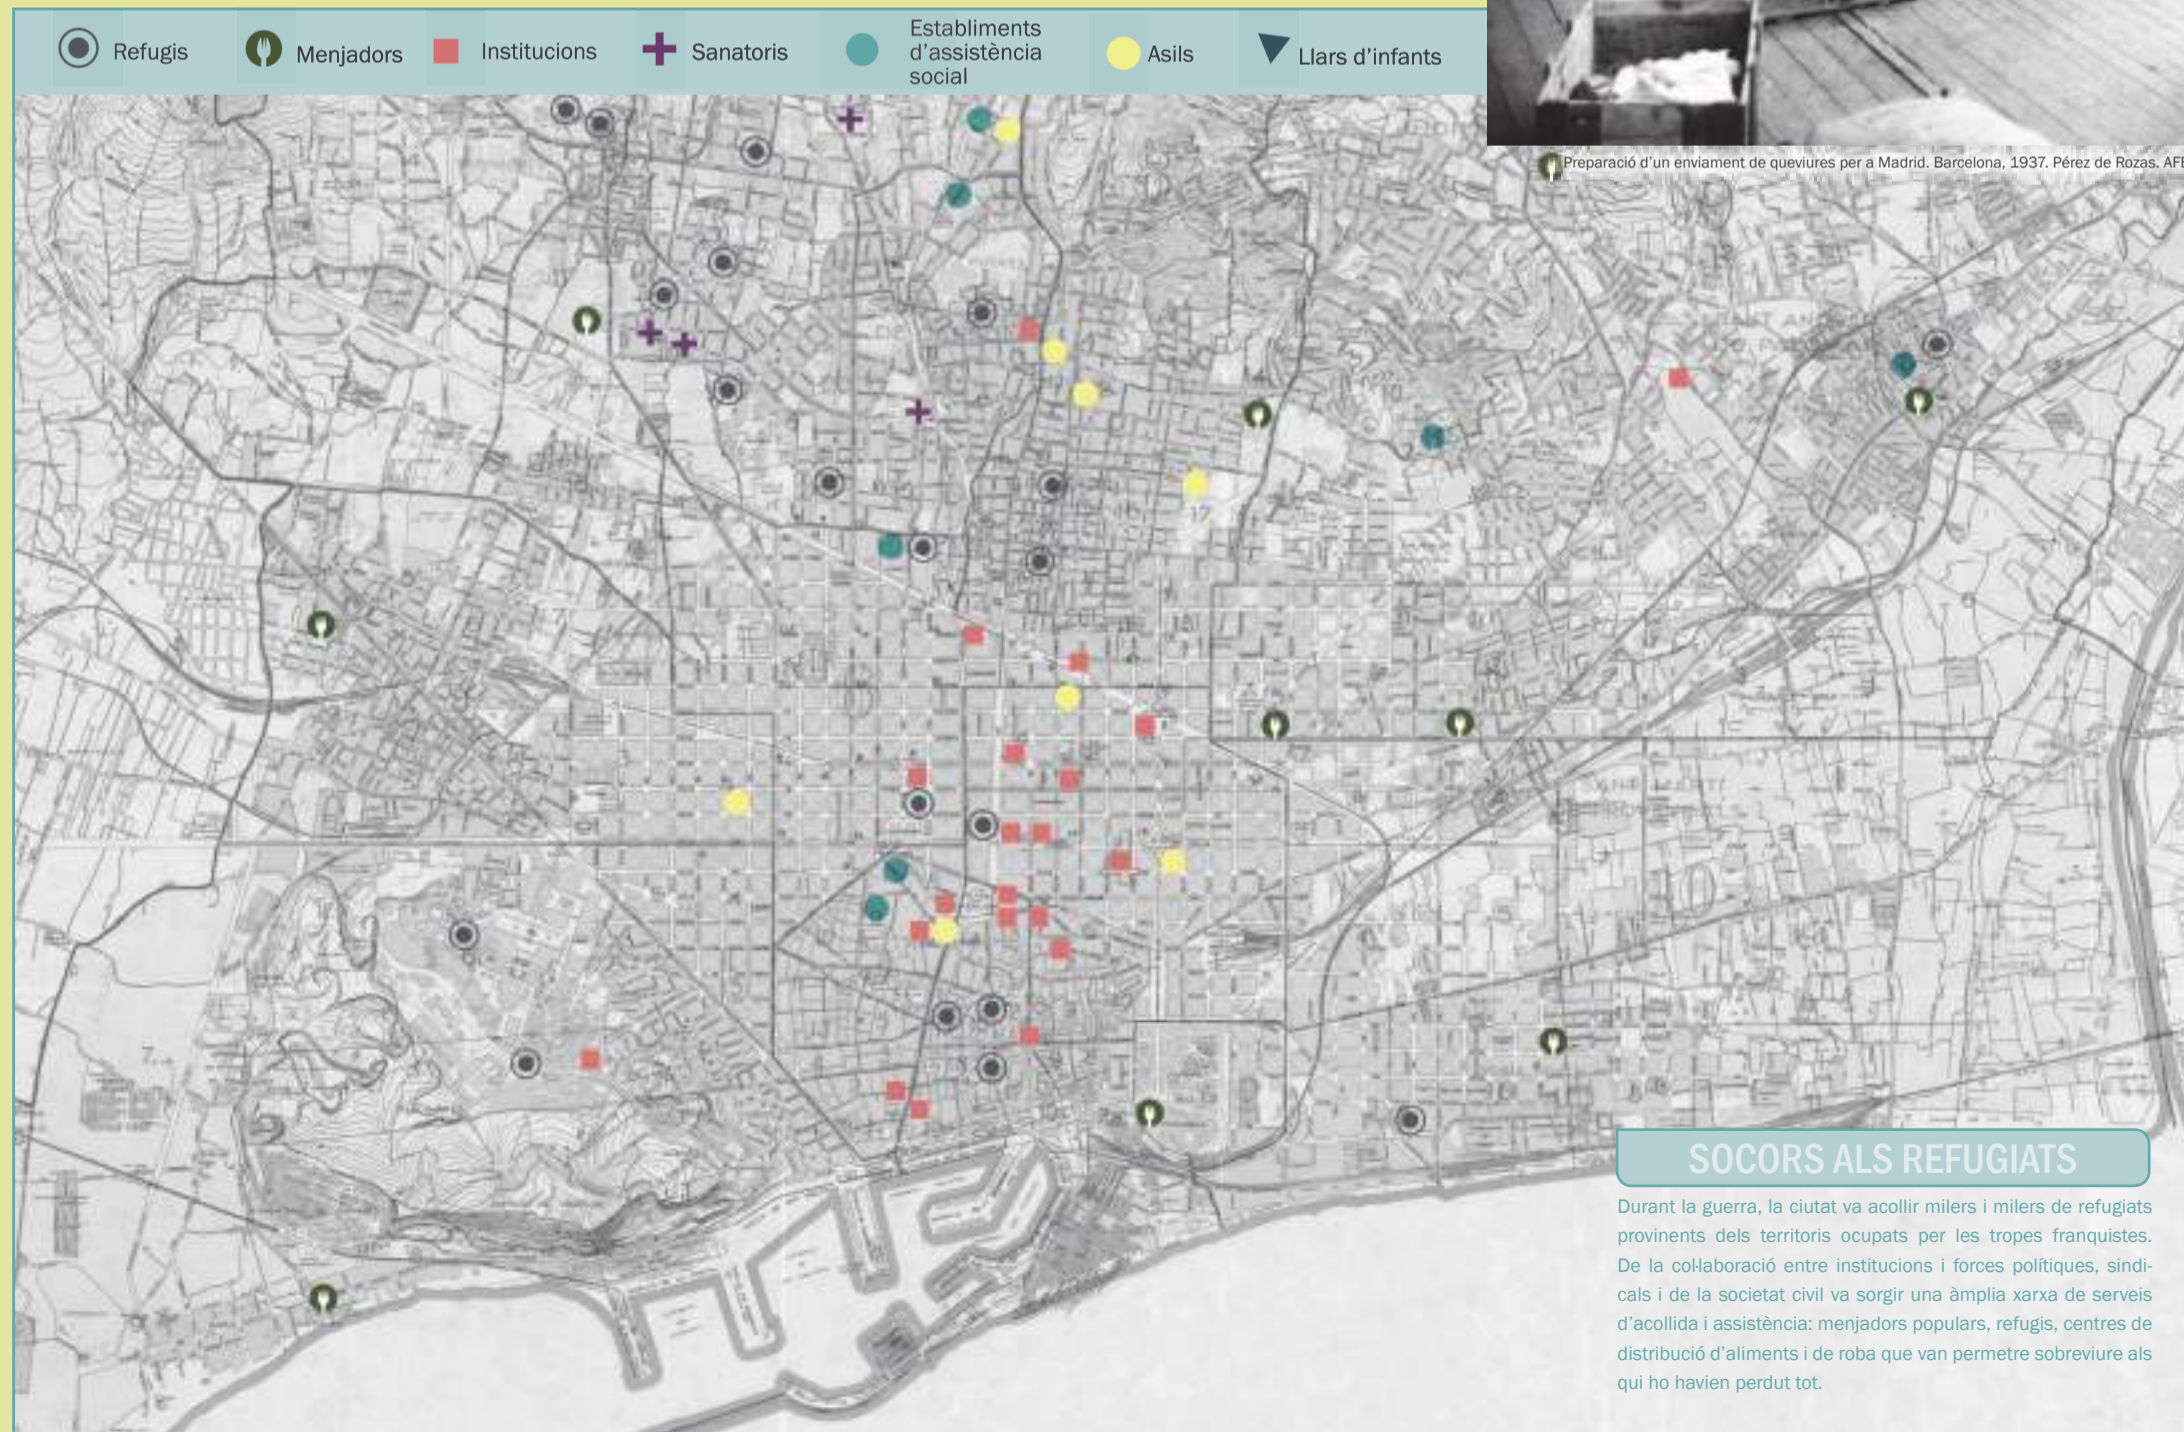 Refugis
Menjadors
Institucions
Sanatoris
Establiments
d'assistència
social
Asils
Llars d'infants
Preparació d'un enviament de queviures per a Madrid. Barcelona, 1937. Pérez de Rozas. AFB
17
SOCORS ALS REFUGIATS
Durant la guerra, la ciutat va acollir milers i milers de refugiats
provinents dels territoris ocupats per les tropes franquistes.
De la col·laboració entre institucions i forces polítiques, sindi-
cals i de la societat civil va sorgir una àmplia xarxa de serveis
d'acollida i assistència: menjadors populars, refugis, centres de
distribució d'aliments i de roba que van permetre sobreviure als
qui ho havien perdut tot.